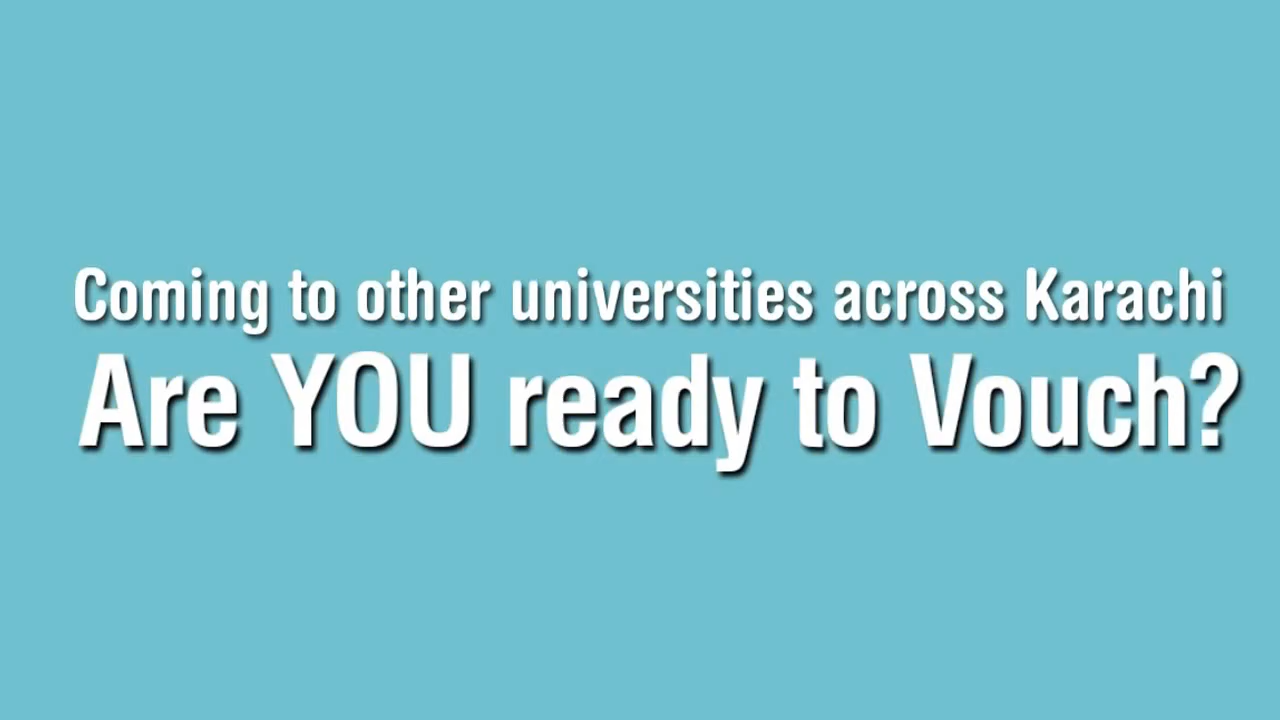 Coming to other universities across Karachi
Are YOU ready to Vouch?